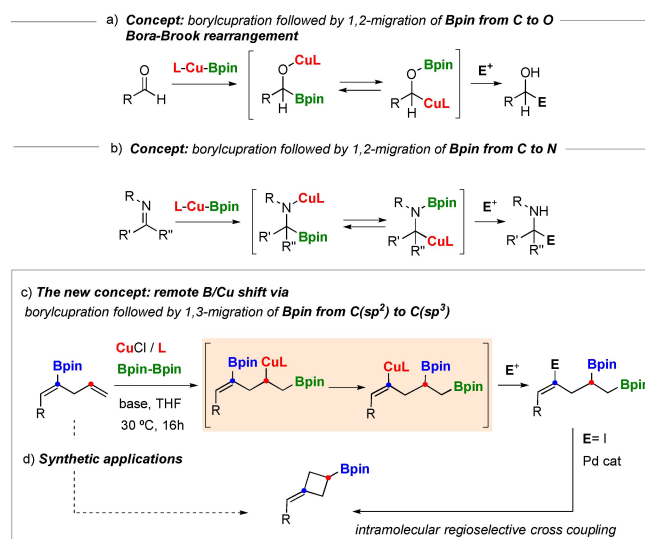 a) Concept: borylcupration followed by 1,2-migration of Bpin from C to O
Bora-Brook rearrangement
O
R
H
L-Cu-Bpin
CuL
O
R
H
Bpin
Bpin
O
R
H
CuL
E+
OH
R
H
E
b) Concept: borylcupration followed by 1,2-migration of Bpin from C to N
R
N
R'
R"
L-Cu-Bpin
R
N
CuL
R'
R"
Bpin
R
N
Bpin
R'
R"
CuL
E+
R
NH
R'
R"
E
c) The new concept: remote B/Cu shift via
borylcupration followed by 1,3-migration of Bpin from C(sp2) to C(sp3)
Bpin
R
CuCl / L
Bpin-Bpin
base, THF
30 ºC, 16h
Bpin
CuL
Bpin
R
CuL
Bpin
Bpin
R
E+
E
Bpin
Bpin
R
E= I
Pd cat
d) Synthetic applications
Bpin
R
intramolecular regioselective cross coupling